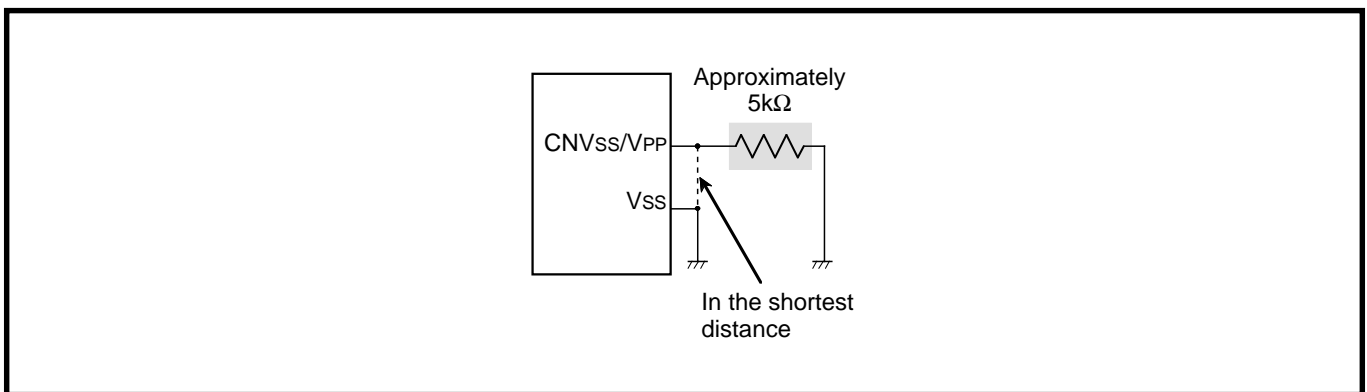 Approximately
5kΩ
CNVSS/VPP
VSS
In the shortest
distance